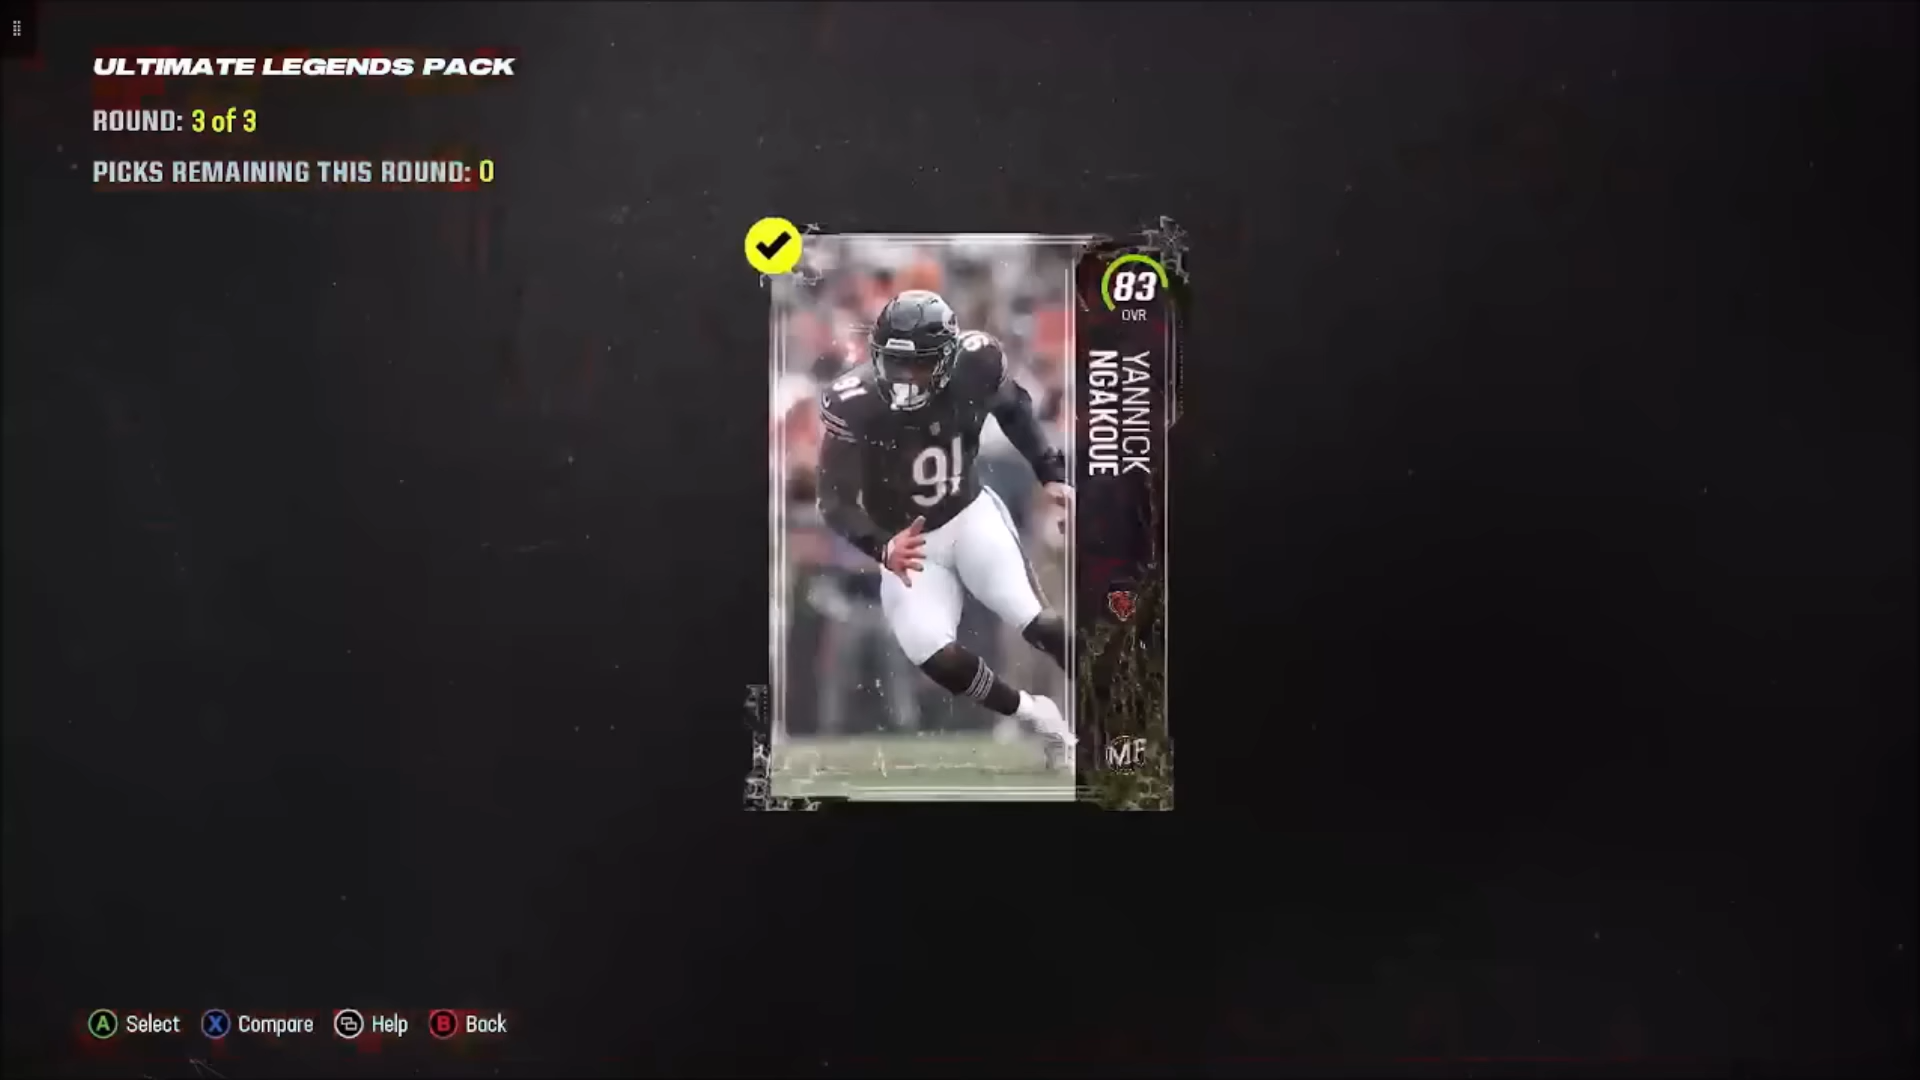 ULTIMATE LEGENDS PACK
ROUND: 3 of 3
PICKS REMAINING THIS ROUND: 0
83
OVR
YANNICK
NGAKOUE
91
91
MF
A Select X Compare Help B Back